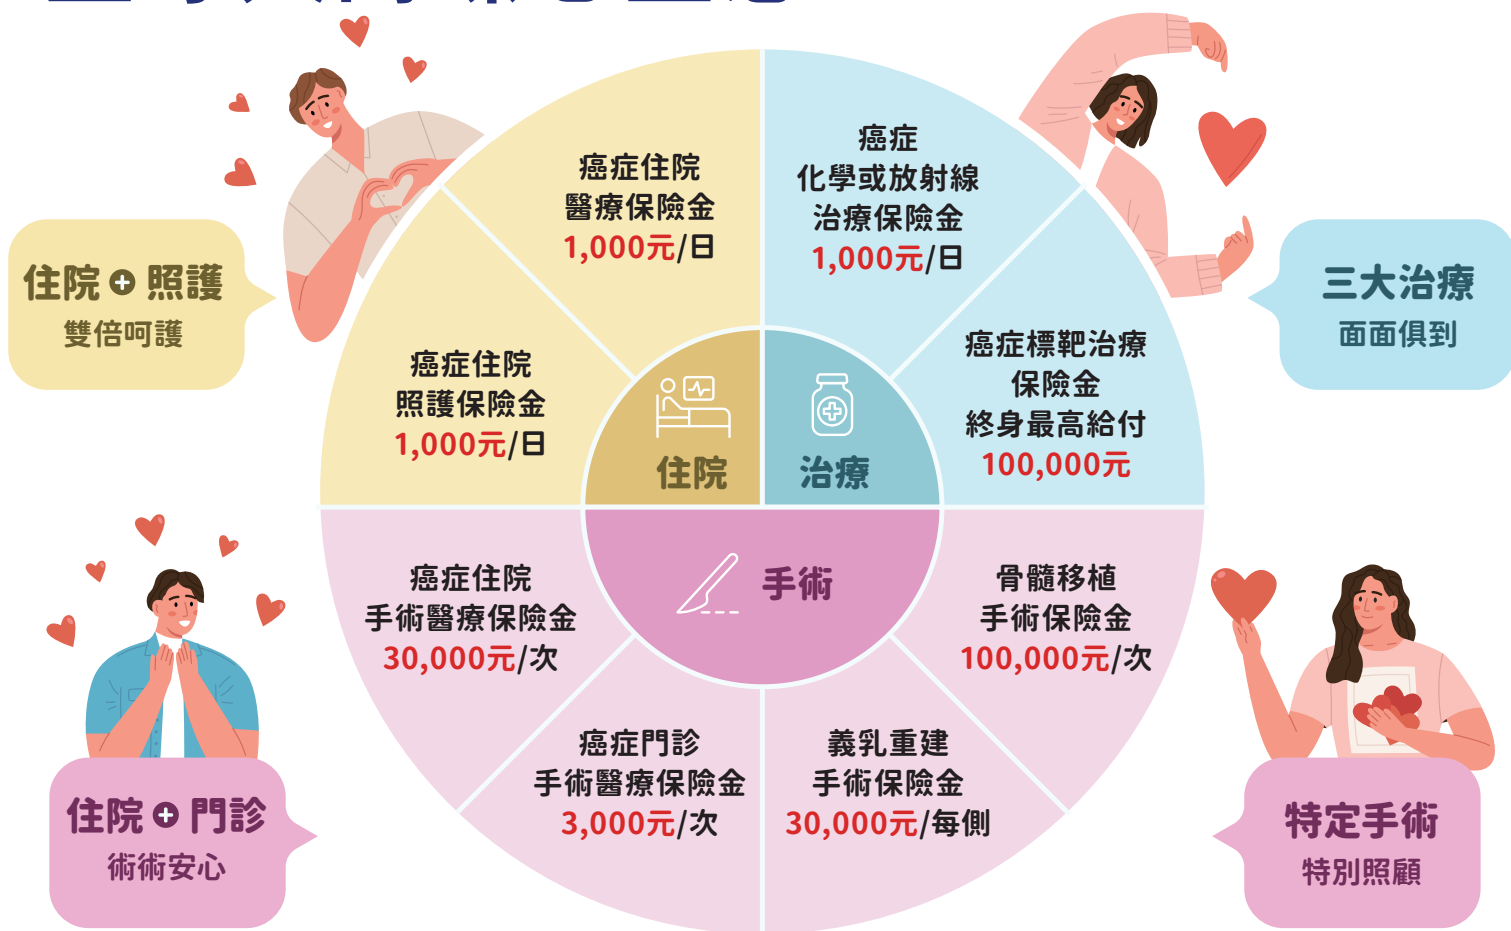 住院 + 照護
雙倍呵護
癌症住院
醫療保險金
1,000元/日
癌症住院
照護保險金
1,000元/日
住院
癌症
化學或放射線
治療保險金
1,000元/日
癌症標靶治療
保險金
終身最高給付
100,000元
治療
三大治療
面面俱到
手術
癌症住院
手術醫療保險金
30,000元/次
癌症門診
手術醫療保險金
3,000元/次
義乳重建
手術保險金
30,000元/每側
骨髓移植
手術保險金
100,000元/次
住院 + 門診
術術安心
特定手術
特別照顧